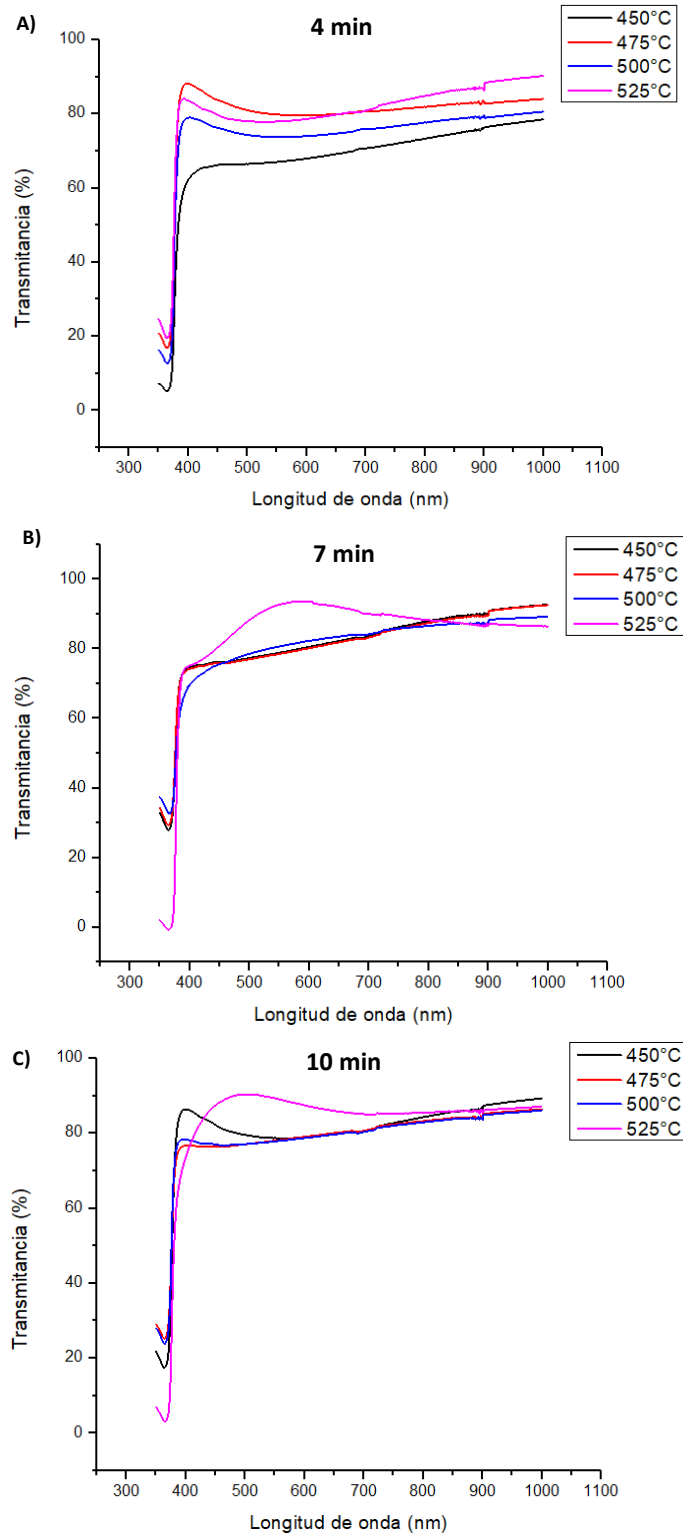 A)
4 min
450°C
475°C
500°C
525°C
100
80
60
40
20
0
Transmitancia (%)
300 400 500 600 700 800 900 1000 1100
Longitud de onda (nm)
B)
7 min
450°C
475°C
500°C
525°C
100
80
60
40
20
0
Transmitancia (%)
300 400 500 600 700 800 900 1000 1100
Longitud de onda (nm)
C)
10 min
450°C
475°C
500°C
525°C
100
80
60
40
20
0
Transmitancia (%)
300 400 500 600 700 800 900 1000 1100
Longitud de onda (nm)